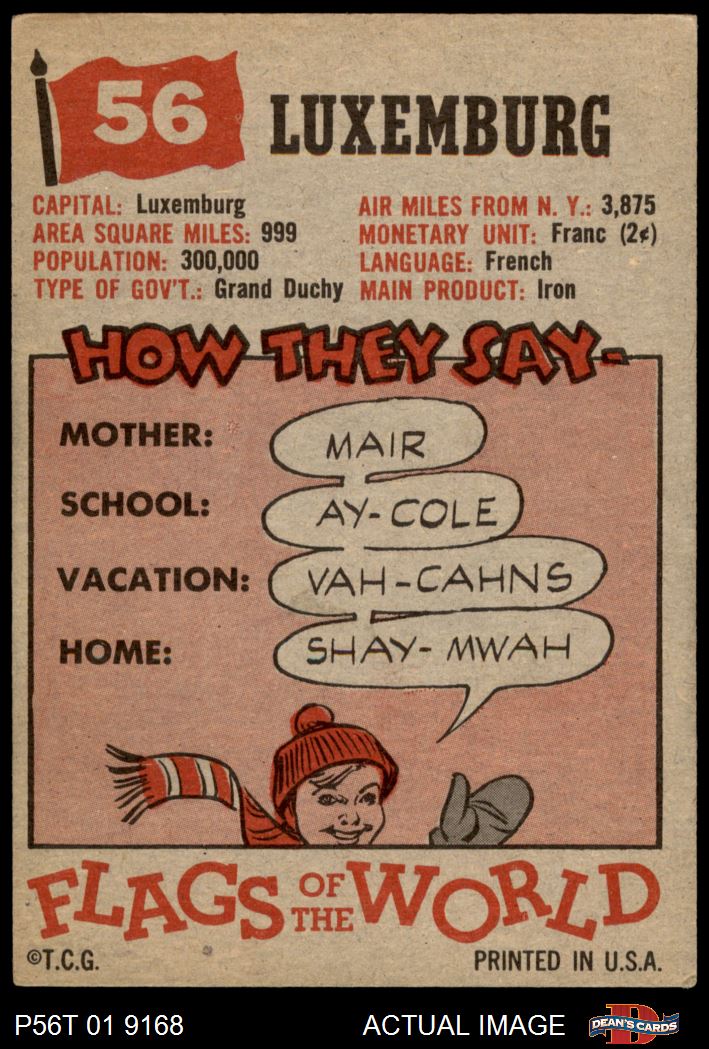 56 LUXEMBURG
CAPITAL: Luxemburg
AREA SQUARE MILES: 999
POPULATION: 300,000
TYPE OF GOV'T.: Grand Duchy
AIR MILES FROM N. Y.: 3,875
MONETARY UNIT: Franc (2¢)
LANGUAGE: French
MAIN PRODUCT: Iron
HOW THEY SAY-
MOTHER: MAIR
SCHOOL: AY-COLE
VACATION: VAH-CAHNS
HOME: SHAY-MWAH
FLAGS OF THE WORLD
©T.C.G. PRINTED IN U.S.A.
P56T 01 9168 ACTUAL IMAGE D DEAN'S CARDS